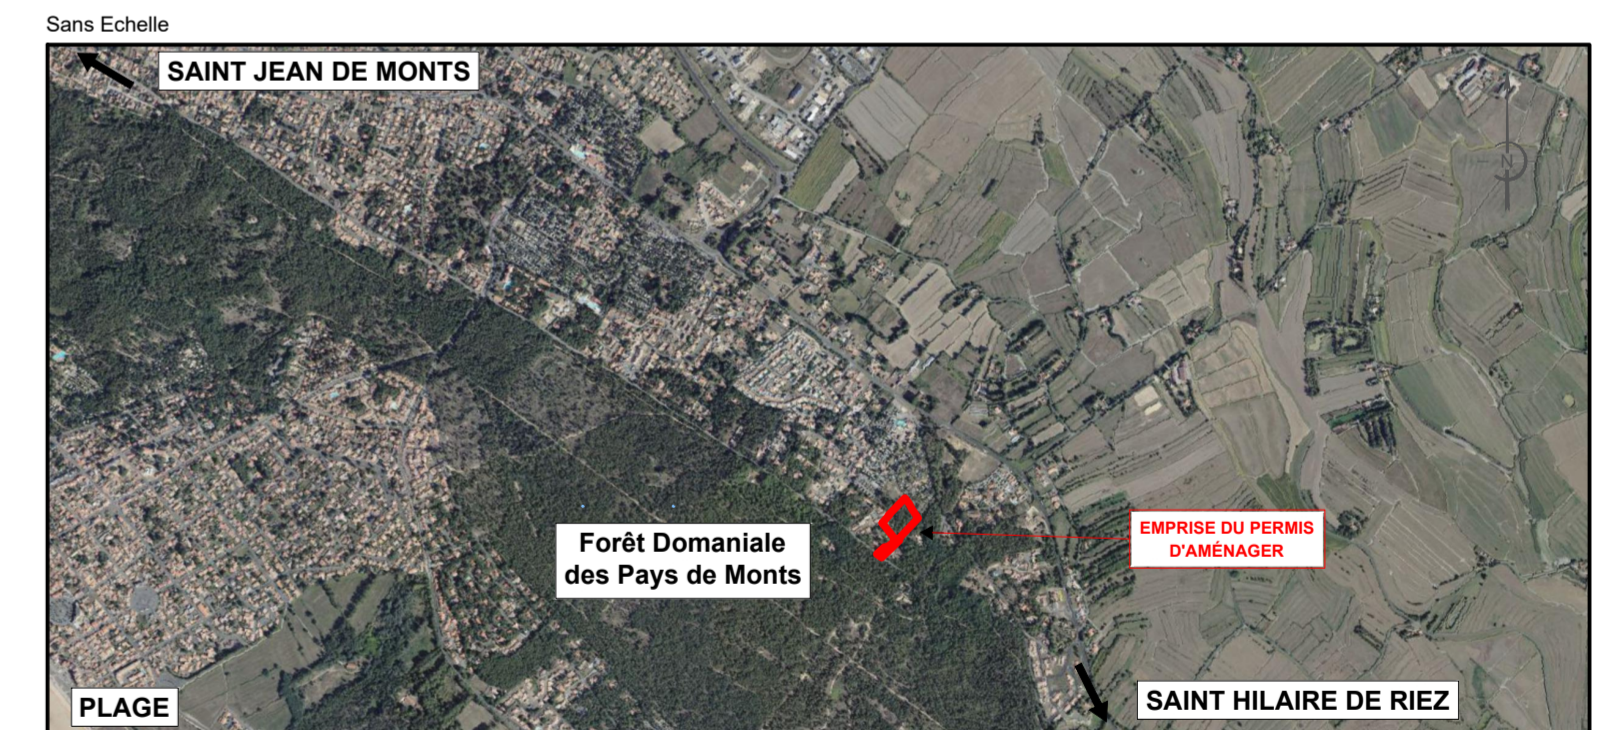 Sans Echelle
SAINT JEAN DE MONTS
N
Forêt Domaniale
des Pays de Monts
EMPRISE DU PERMIS
D'AMÉNAGER
PLAGE
SAINT HILAIRE DE RIEZ